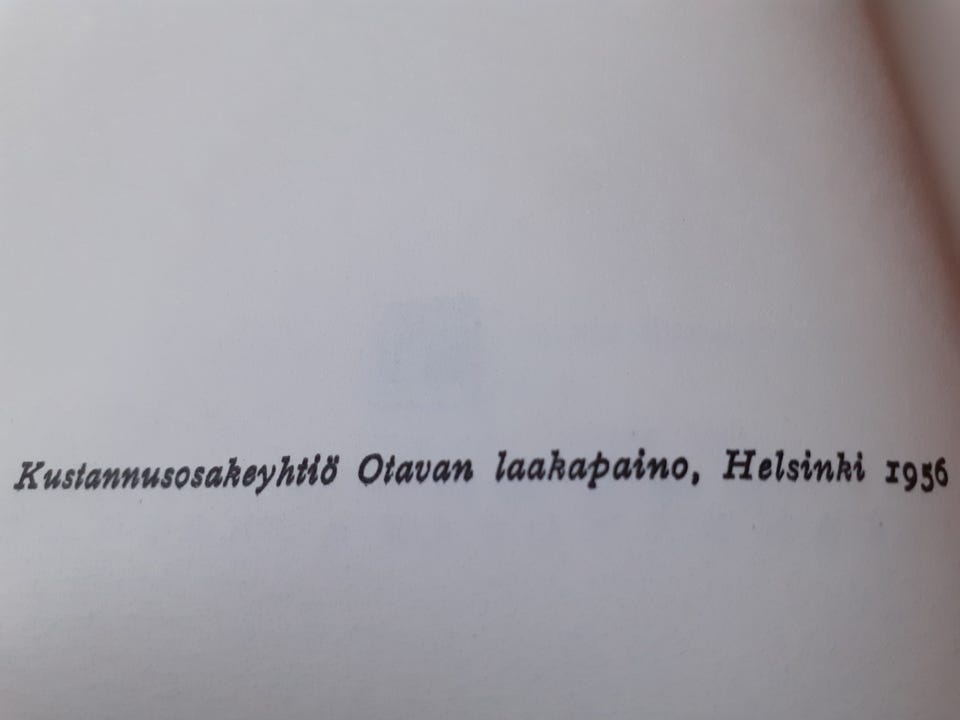 Kustannusosakeyhtiö Otavan laakapaino, Helsinki 1956